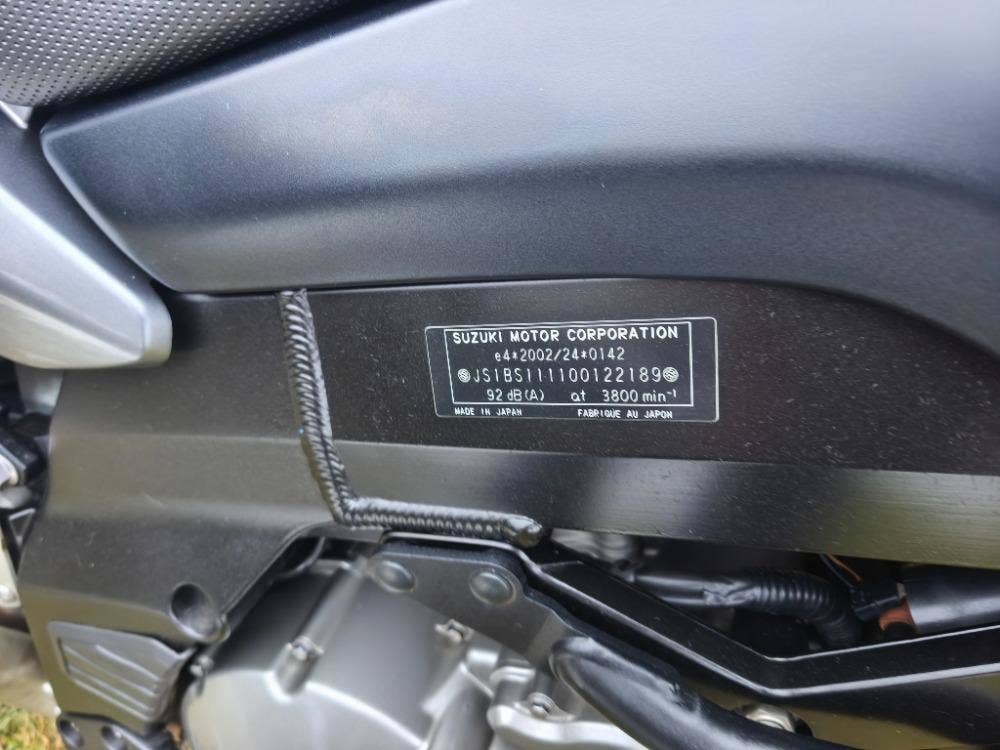 SUZUKI MOTOR CORPORATION
e4*2002/24*0142
JS1BS111100122189
92 dB(A) at 3800 min⁻¹
MADE IN JAPAN FABRIQUE AU JAPON